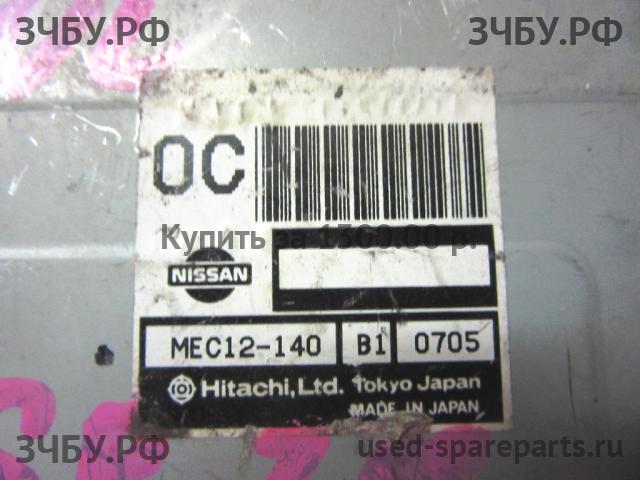 ЗЧБУ.РФ ЗЧБУ.РФ
OC
Купить за 1500.00 р.
NISSAN
MEC12-140 B1 0705
Hitachi, Ltd. Tokyo Japan
MADE IN JAPAN
ЗЧБУ.РФ used-spareparts.ru